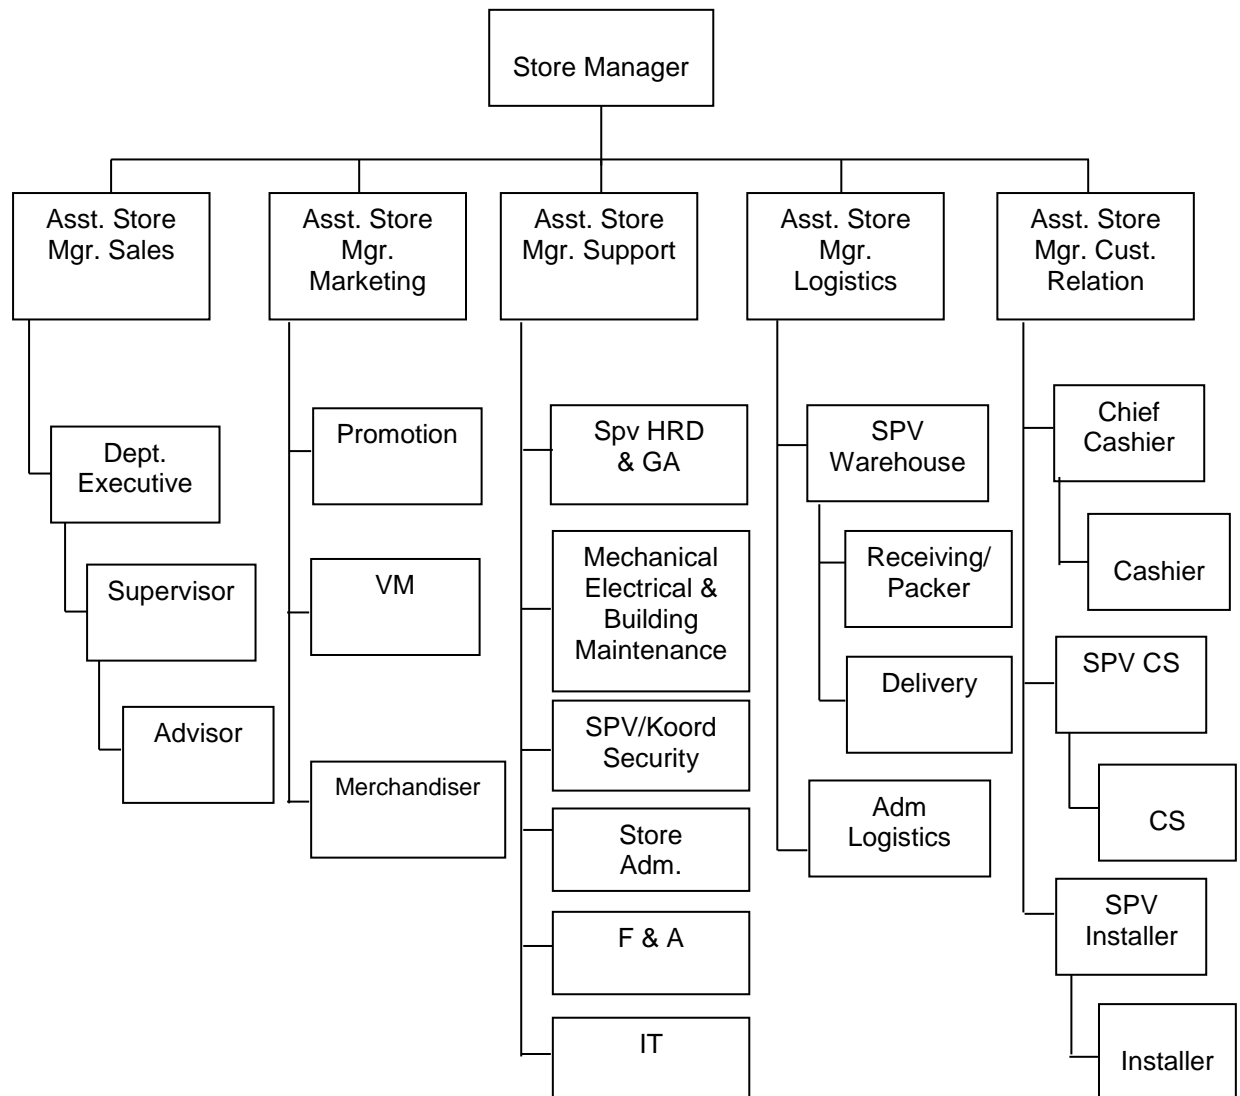 Store Manager
Asst. Store
Mgr. Sales
Asst. Store
Mgr.
Marketing
Asst. Store
Mgr. Support
Asst. Store
Mgr.
Logistics
Asst. Store
Mgr. Cust.
Relation
Dept.
Executive
Supervisor
Advisor
Promotion
VM
Merchandiser
Spv HRD
& GA
Mechanical
Electrical &
Building
Maintenance
SPV/Koord
Security
Store
Adm.
F & A
IT
SPV
Warehouse
Receiving/
Packer
Delivery
Adm
Logistics
Chief
Cashier
Cashier
SPV CS
CS
SPV
Installer
Installer